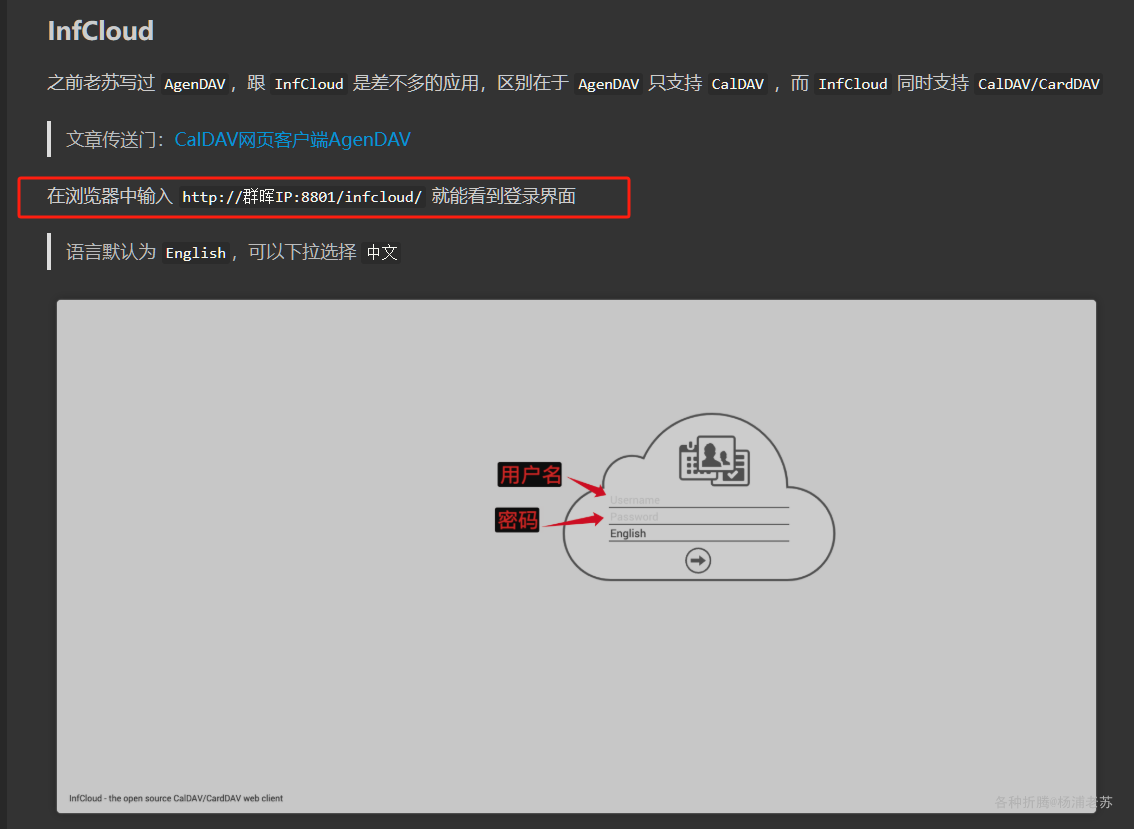 InfCloud
之前老苏写过 AgenDAV，跟 InfCloud 是差不多的应用，区别在于 AgenDAV 只支持 CalDAV ，而 InfCloud 同时支持 CalDAV/CardDAV
文章传送门：CalDAV网页客户端AgenDAV
在浏览器中输入 http://群晖IP:8801/infcloud/ 就能看到登录界面
语言默认为 English，可以下拉选择 中文
用户名
Username
密码
Password
English
InfCloud - the open source CalDAV/CardDAV web client
各种折腾@杨浦老苏